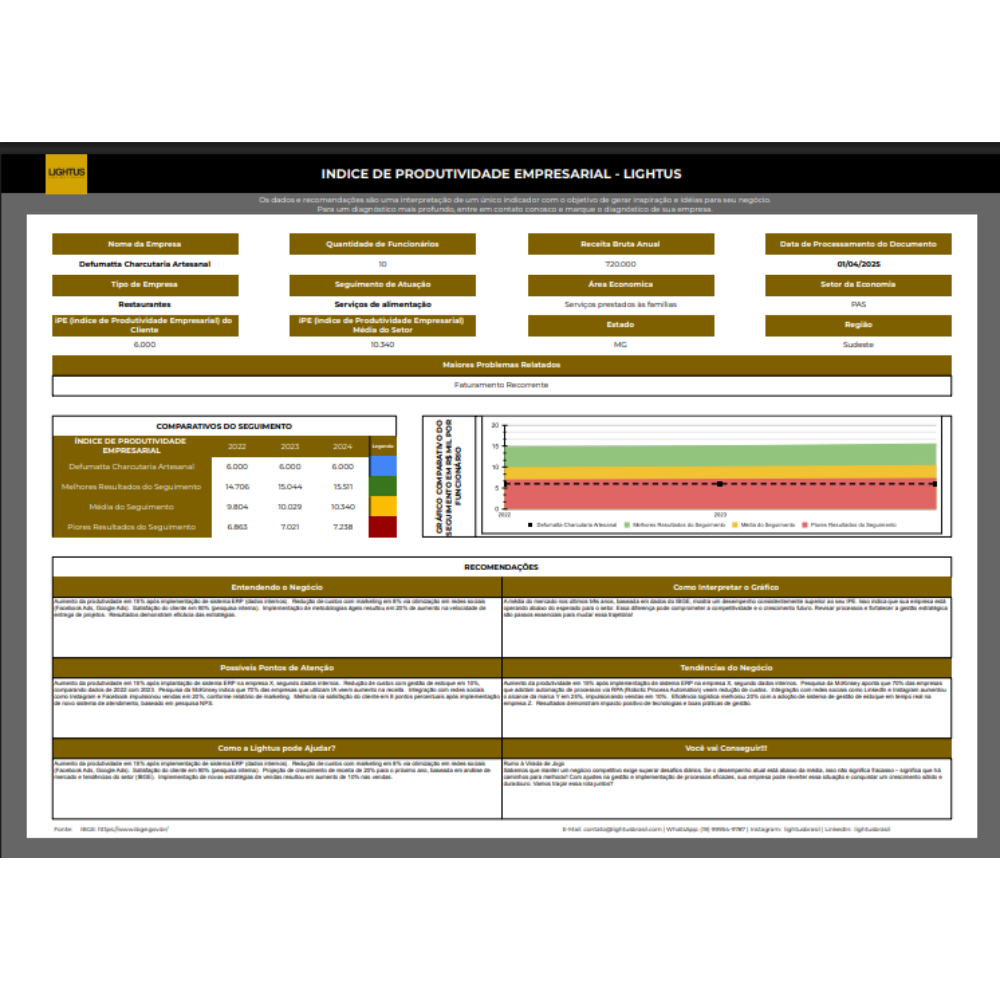 LIGHTUS
INDICE DE PRODUTIVIDADE EMPRESARIAL - LIGHTUS
Os dados e recomendações são uma interpretação de um único indicador com o objetivo de gerar inspiração e idéias para seu negócio.
Para um diagnóstico mais profundo, entre em contato conosco e marque o diagnóstico de sua empresa.
Nome da Empresa
Quantidade de Funcionários
Receita Bruta Anual
Data de Processamento do Documento
Defumatta Charcutaria Artesanal
10
720.000
01/04/2025
Tipo de Empresa
Seguimento de Atuação
Área Economica
Setor da Economia
Restaurantes
Serviços de alimentação
Serviços prestados às famílias
PAS
iPE (índice de Produtividade Empresarial) do
Cliente
iPE (índice de Produtividade Empresarial)
Média do Setor
Estado
Região
6.000
10.340
MG
Sudeste
Maiores Problemas Relatados
Faturamento Recorrente
COMPARATIVOS DO SEGUIMENTO
ÍNDICE DE PRODUTIVIDADE
EMPRESARIAL
2022
2023
2024
Legenda
Defumatta Charcutaria Artesanal
6.000
6.000
6.000
Melhores Resultados do Seguimento
14.706
15.044
15.511
Média do Seguimento
9.804
10.029
10.340
Piores Resultados do Seguimento
6.863
7.021
7.238
GRÁFICO COMPARATIVO DO
SEGUIMENTO EM R$ MIL POR
FUNCIONÁRIO
20
15
10
5
0
2022
2023
Defumatta Charcutaria Artesanal
Melhores Resultados do Seguimento
Média do Seguimento
Piores Resultados do Seguimento
RECOMENDAÇÕES
Entendendo o Negócio
Como Interpretar o Gráfico
Aumento da produtividade em 15% após implementação de sistema ERP (dados internos). Redução de custos com marketing em 8% via otimização em redes sociais
(Facebook Ads, Google Ads). Satisfação do cliente em 90% (pesquisa interna). Implementação de metodologias ágeis resultou em 20% de aumento na velocidade de
entrega de projetos. Resultados demonstram eficácia das estratégias.
A média do mercado nos últimos três anos, baseada em dados do IBGE, mostra um desempenho consistentemente superior ao seu IPE. Isso indica que sua empresa está
operando abaixo do esperado para o setor. Essa diferença pode comprometer a competitividade e o crescimento futuro. Revisar processos e fortalecer a gestão estratégica
são passos essenciais para mudar essa trajetória!
Possíveis Pontos de Atenção
Tendências do Negócio
Aumento da produtividade em 15% após implantação de sistema ERP na empresa X, segundo dados internos. Redução de custos com gestão de estoque em 10%,
comparando dados de 2022 com 2023. Pesquisa da McKinsey indica que 70% das empresas que utilizam IA veem aumento na receita. Integração com redes sociais
como Instagram e Facebook impulsionou vendas em 20%, conforme relatório de marketing. Melhoria na satisfação do cliente em 8 pontos percentuais após implementação
de novo sistema de atendimento, baseado em pesquisa NPS.
Aumento da produtividade em 15% após implementação de sistema ERP na empresa X, segundo dados internos. Pesquisa da McKinsey aponta que 70% das empresas
que adotam automação de processos via RPA (Robotic Process Automation) veem redução de custos. Integração com redes sociais como LinkedIn e Instagram aumentou
o alcance da marca Y em 25%, impulsionando vendas em 10%. Eficiência logística melhorou 20% com a adoção de sistema de gestão de estoque em tempo real na
empresa Z. Resultados demonstram impacto positivo de tecnologias e boas práticas de gestão.
Como a Lightus pode Ajudar?
Você vai Conseguir!!!
Aumento da produtividade em 15% após implementação de sistema ERP (dados internos). Redução de custos com marketing em 8% via otimização em redes sociais
(Facebook Ads, Google Ads). Satisfação do cliente em 90% (pesquisa interna). Projeção de crescimento de receita de 20% para o próximo ano, baseada em análise de
mercado e tendências do setor (IBGE). Implementação de novas estratégias de vendas resultou em aumento de 10% nas vendas.
Rumo à Virada de Jogo
Sabemos que manter um negócio competitivo exige superar desafios diários. Se o desempenho atual está abaixo da média, isso não significa fracasso – significa que há
caminhos para melhorar! Com ajustes na gestão e implementação de processos eficazes, sua empresa pode reverter essa situação e conquistar um crescimento sólido e
duradouro. Vamos traçar essa rota juntos?
Fonte: IBGE: https://www.ibge.gov.br/
E-Mail: contato@lightusbrasil.com | WhatsApp: (19) 99954-9787 | Instagram: lightusbrasil | LinkedIn: lightusbrasil